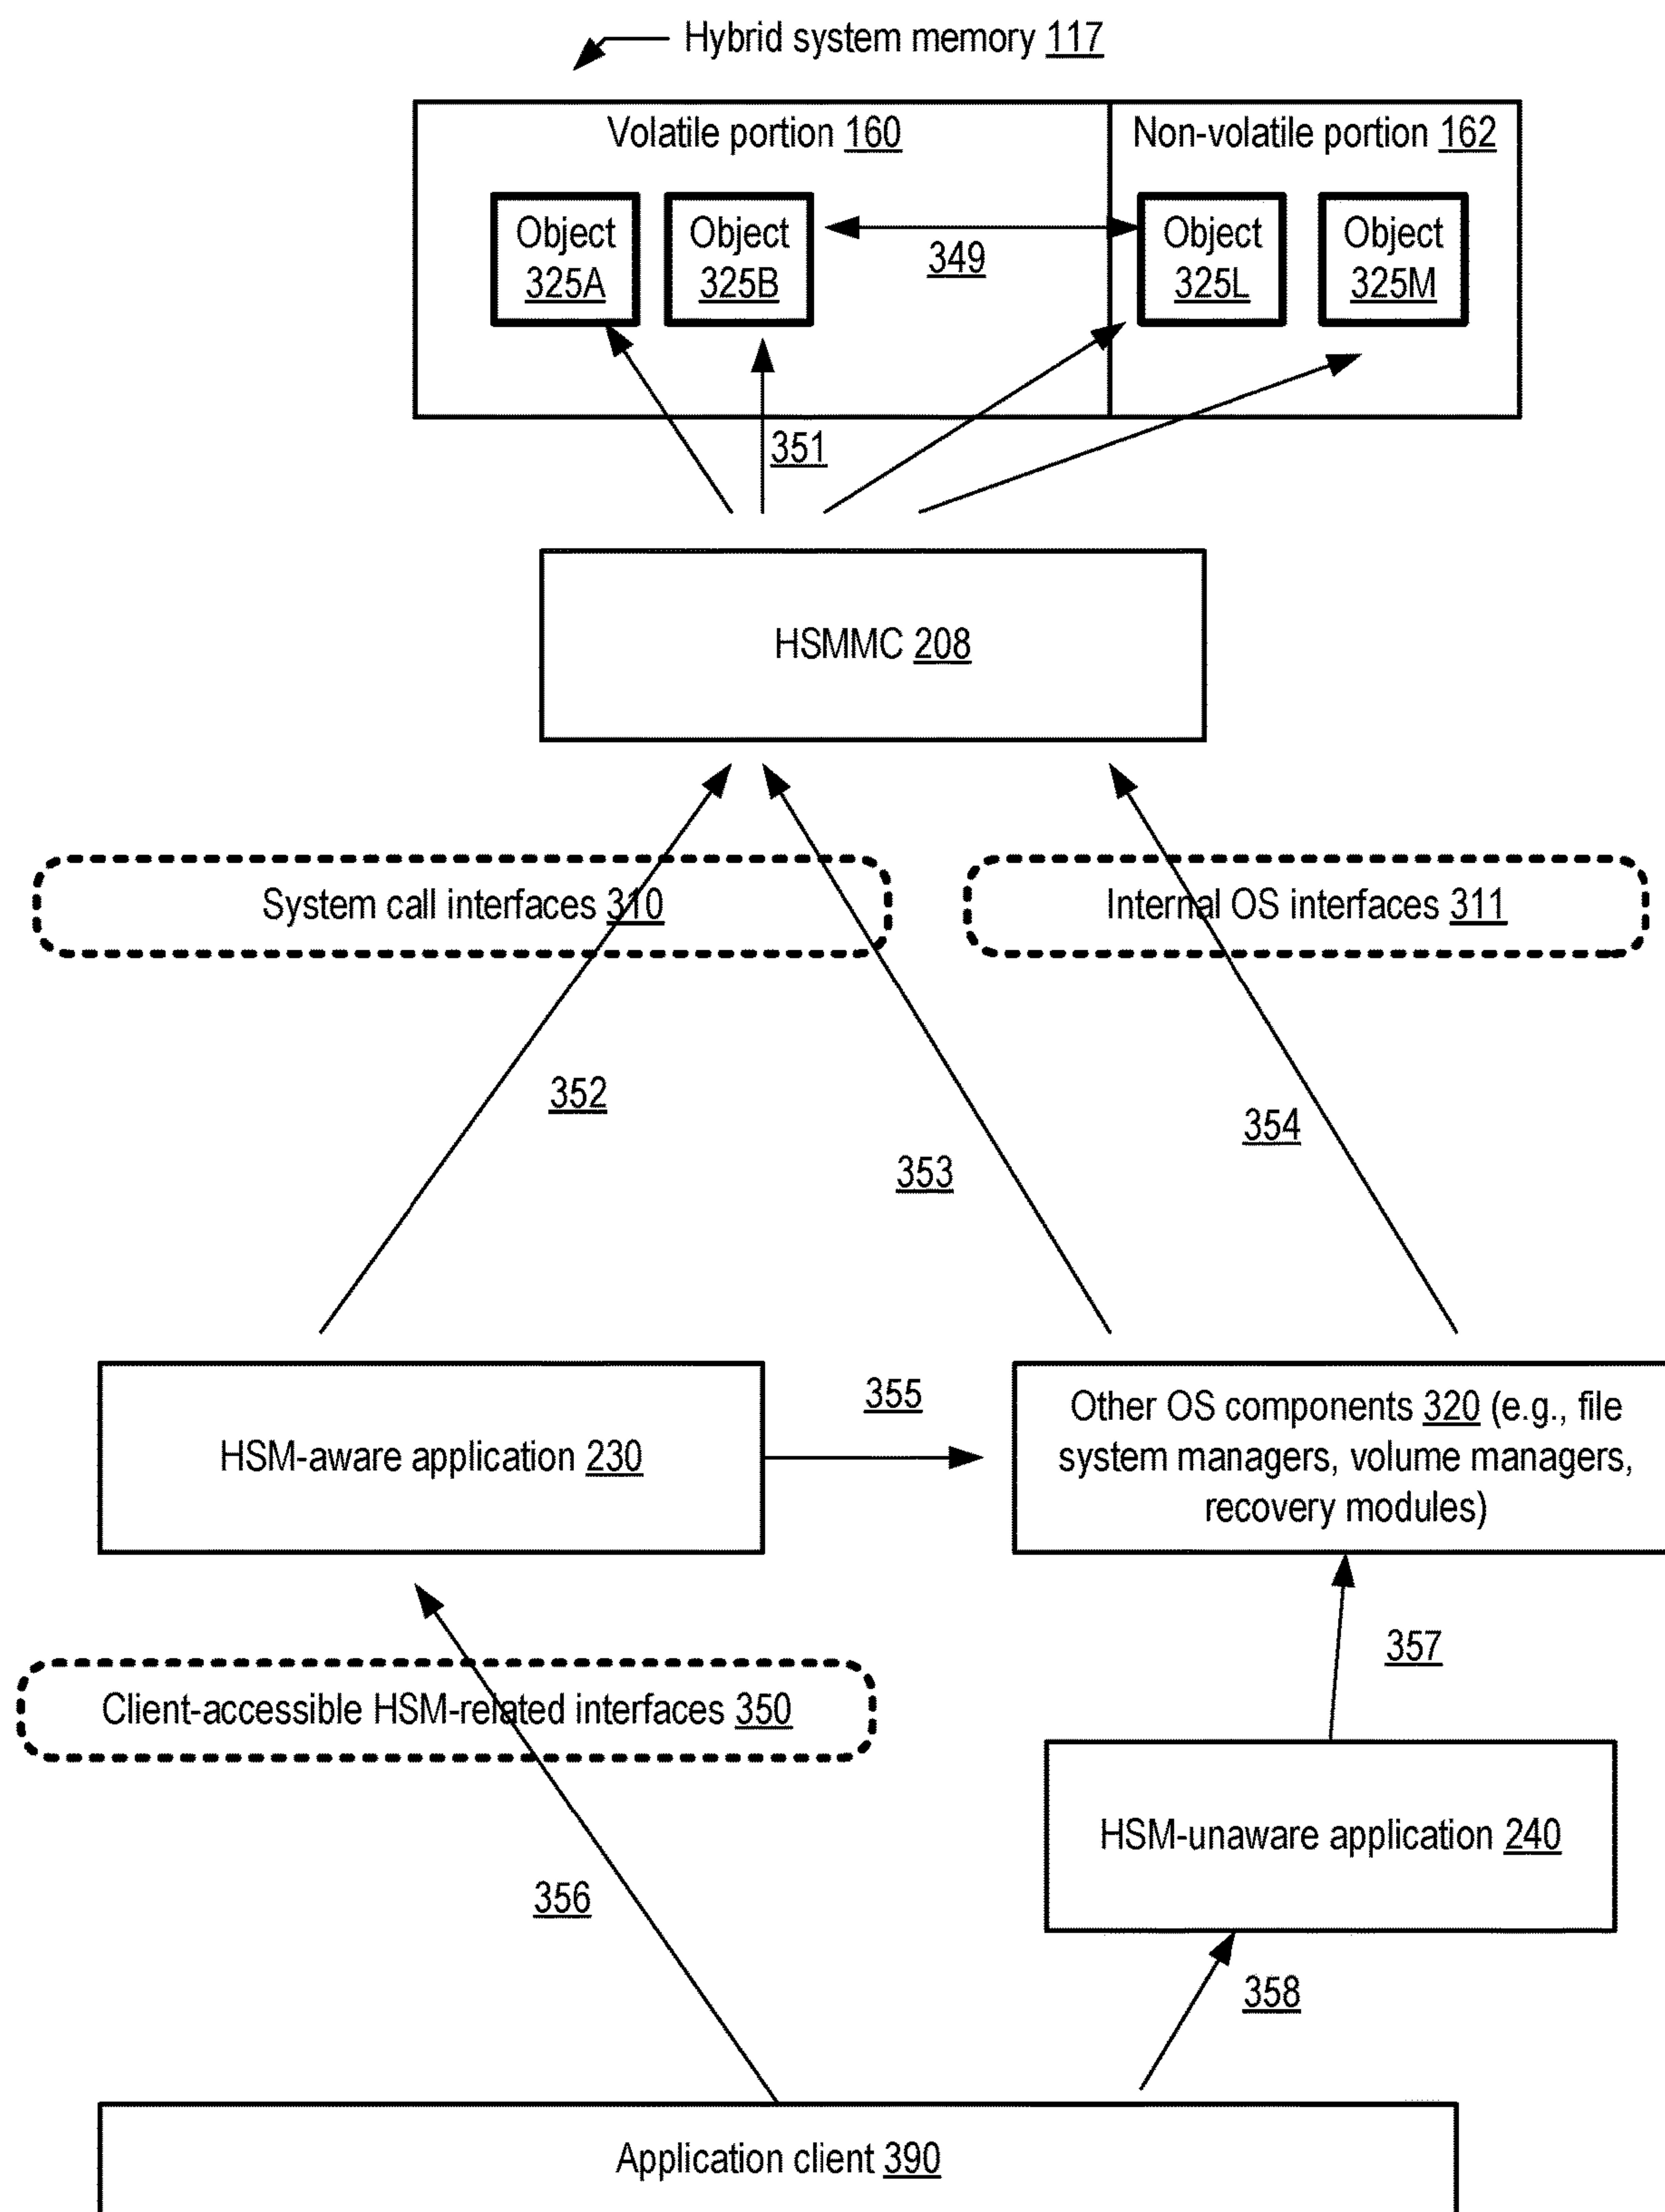 Hybrid system memory 117
Volatile portion 160
Non-volatile portion 162
Object
325A
Object
325B
349
Object
325L
Object
325M
351
HSMMC 208
System call interfaces 310
Internal OS interfaces 311
352
353
354
HSM-aware application 230
355
Other OS components 320 (e.g., file
system managers, volume managers,
recovery modules)
357
Client-accessible HSM-related interfaces 350
HSM-unaware application 240
356
358
Application client 390